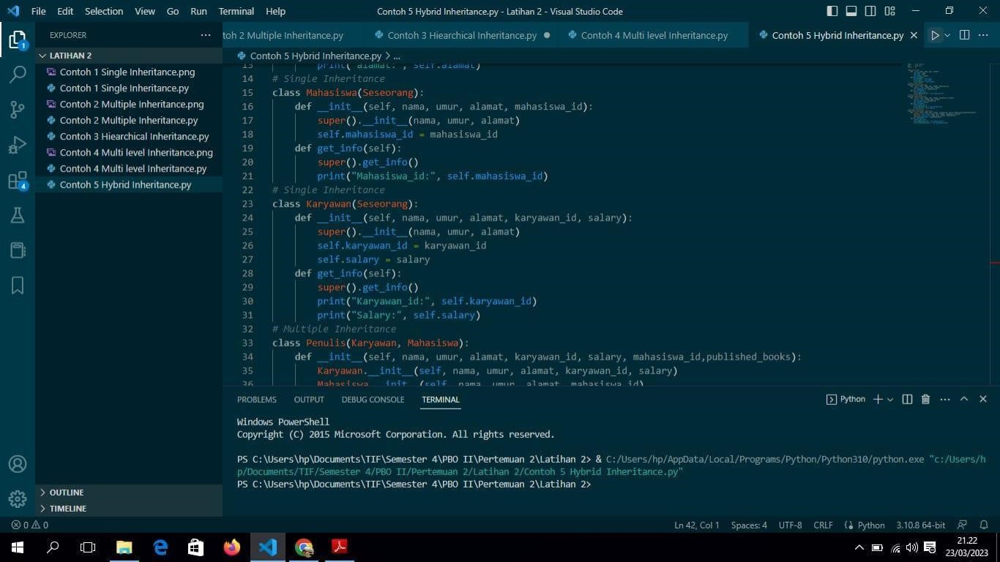 File Edit Selection View Go Run Terminal Help
Contoh 5 Hybrid Inheritance.py - Latihan 2 - Visual Studio Code
EXPLORER
toh 2 Multiple Inheritance.py
Contoh 3 Hiearchical Inheritance.py
Contoh 4 Multi level Inheritance.py
Contoh 5 Hybrid Inheritance.py
1
LATIHAN 2
Contoh 1 Single Inheritance.png
Contoh 1 Single Inheritance.py
Contoh 2 Multiple Inheritance.png
Contoh 2 Multiple Inheritance.py
Contoh 3 Hiearchical Inheritance.py
Contoh 4 Multi level Inheritance.png
Contoh 4 Multi level Inheritance.py
Contoh 5 Hybrid Inheritance.py
4
OUTLINE
TIMELINE
Contoh 5 Hybrid Inheritance.py > ...
13 print("alamat:", self.alamat)
14 # Single Inheritance
15 class Mahasiswa(Seseorang):
16 def __init__(self, nama, umur, alamat, mahasiswa_id):
17 super().__init__(nama, umur, alamat)
18 self.mahasiswa_id = mahasiswa_id
19 def get_info(self):
20 super().get_info()
21 print("Mahasiswa_id:", self.mahasiswa_id)
22 # Single Inheritance
23 class Karyawan(Seseorang):
24 def __init__(self, nama, umur, alamat, karyawan_id, salary):
25 super().__init__(nama, umur, alamat)
26 self.karyawan_id = karyawan_id
27 self.salary = salary
28 def get_info(self):
29 super().get_info()
30 print("Karyawan_id:", self.karyawan_id)
31 print("Salary:", self.salary)
32 # Multiple Inheritance
33 class Penulis(Karyawan, Mahasiswa):
34 def __init__(self, nama, umur, alamat, karyawan_id, salary, mahasiswa_id,published_books):
35 Karyawan.__init__(self, nama, umur, alamat, karyawan_id, salary)
36 Mahasiswa.__init__(self, nama, umur, alamat, mahasiswa_id)
PROBLEMS OUTPUT DEBUG CONSOLE TERMINAL
Python
Windows PowerShell
Copyright (C) 2015 Microsoft Corporation. All rights reserved.
PS C:\Users\hp\Documents\TIF\Semester 4\PBO II\Pertemuan 2\Latihan 2> & C:/Users/hp/AppData/Local/Programs/Python/Python310/python.exe "c:/Users/h
p/Documents/TIF/Semester 4/PBO II/Pertemuan 2/Latihan 2/Contoh 5 Hybrid Inheritance.py"
PS C:\Users\hp\Documents\TIF\Semester 4\PBO II\Pertemuan 2\Latihan 2>
0 0
Ln 42, Col 1 Spaces: 4 UTF-8 CRLF Python 3.10.8 64-bit
21.22
23/03/2023